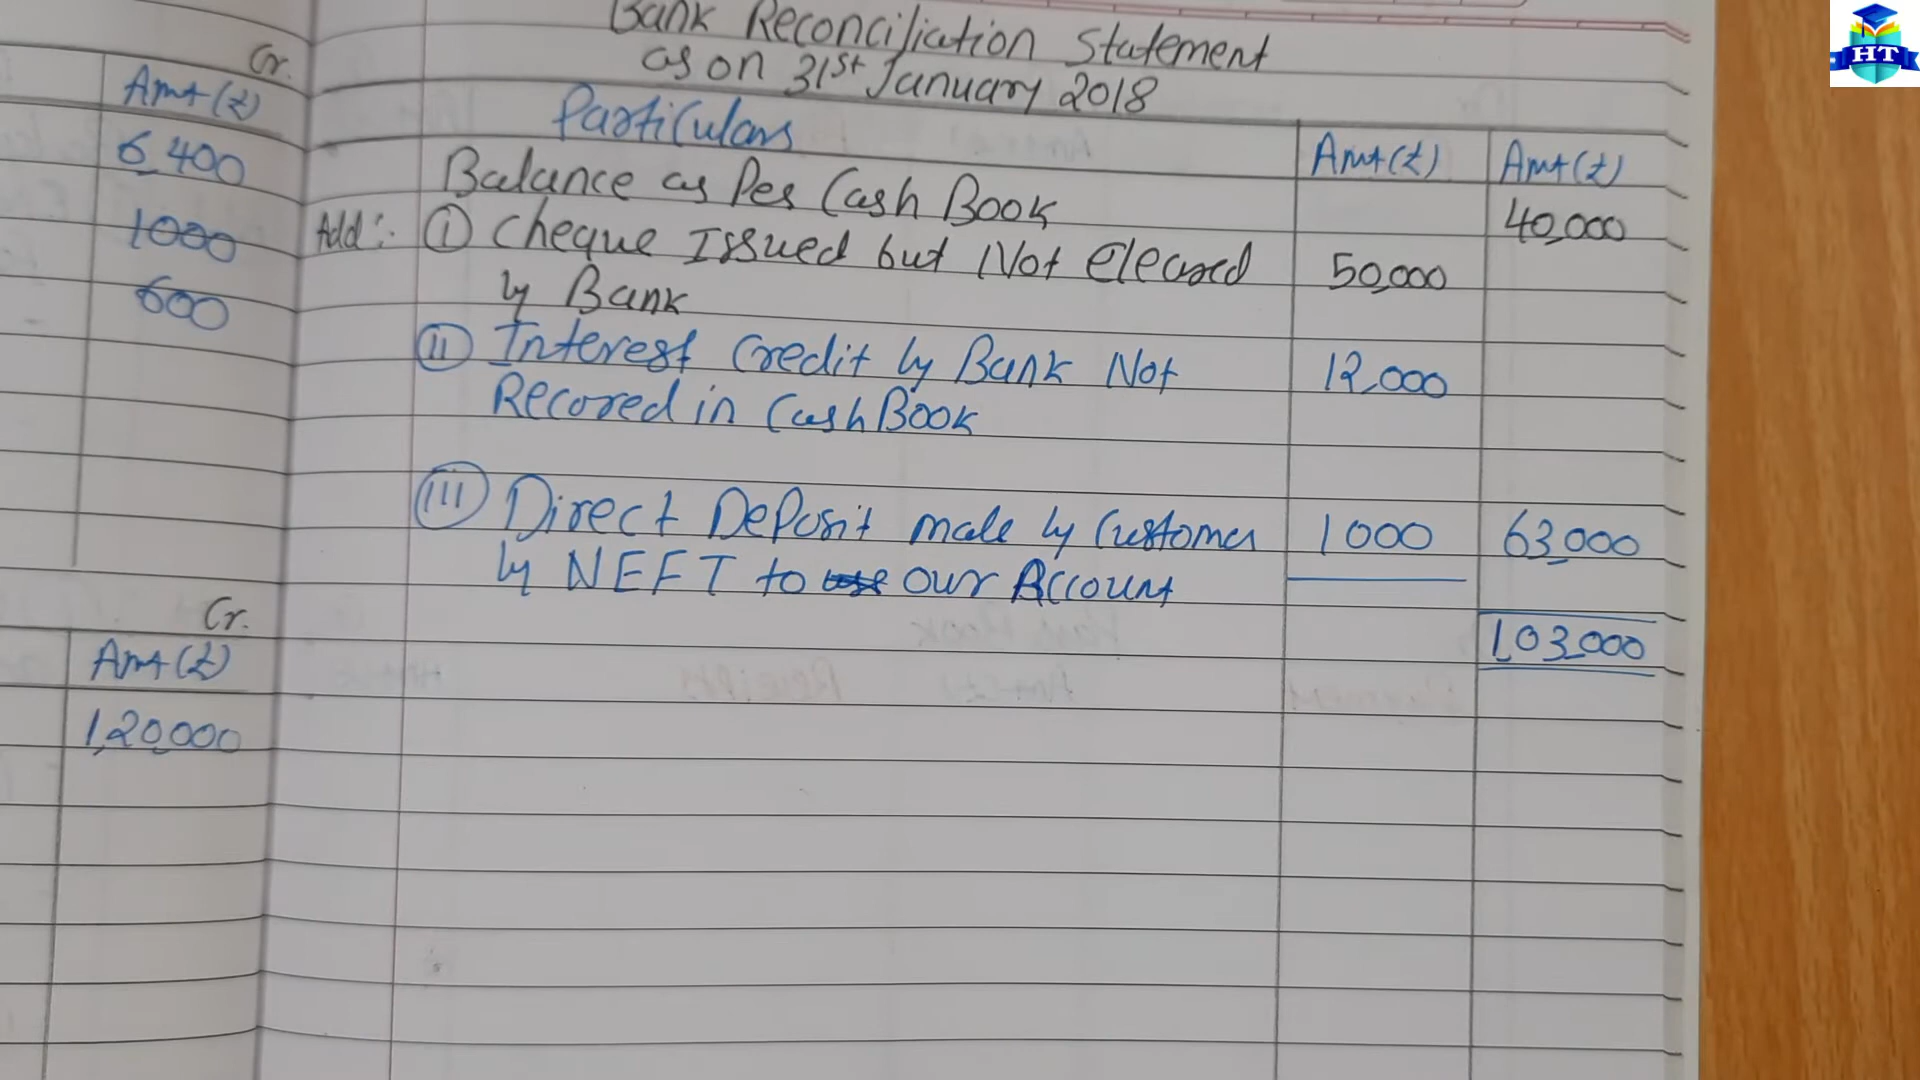 Cr.
Amt(₹)
6,400
1000
600
Cr.
Amt(₹)
1,20,000
Bank Reconciliation Statement
as on 31st January 2018
Particulars Amt(₹) Amt(₹)
Balance as Per Cash Book 40,000
Add:- (i) Cheque Issued but Not Cleared 50,000
by Bank
(ii) Interest Credit by Bank Not 12,000
Recored in Cash Book
(iii) Direct Deposit made by Customer 1000 63,000
by NEFT to our Account
1,03,000
HT